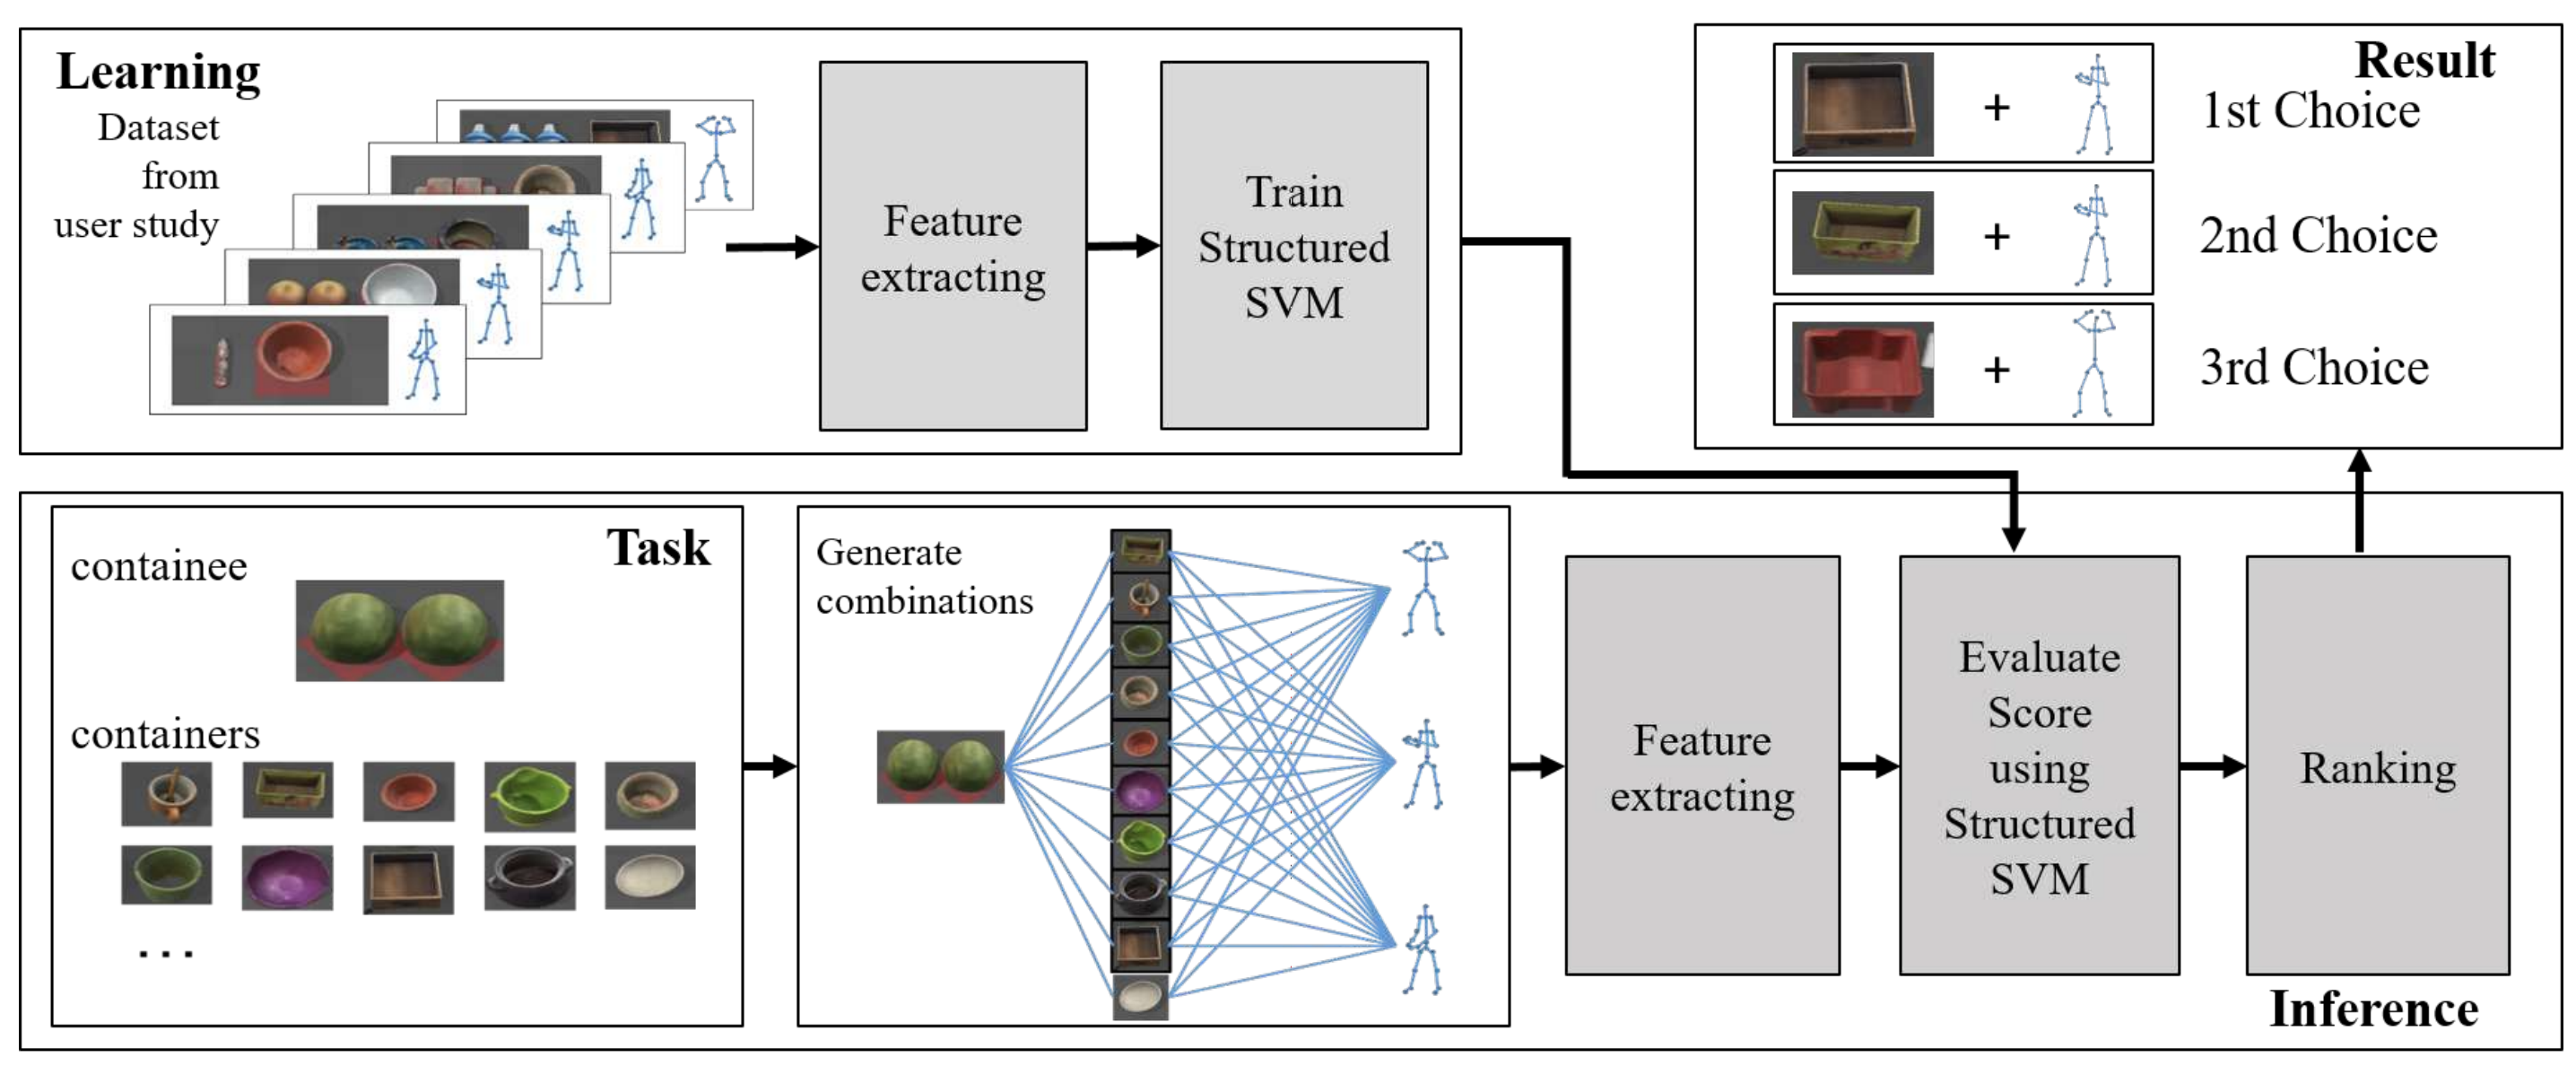 Learning
Dataset
from
user study
Feature
extracting
Train
Structured
SVM
Result
+
1st Choice
+
2nd Choice
+
3rd Choice
Task
containee
containers
...
Generate
combinations
Feature
extracting
Evaluate
Score
using
Structured
SVM
Ranking
Inference